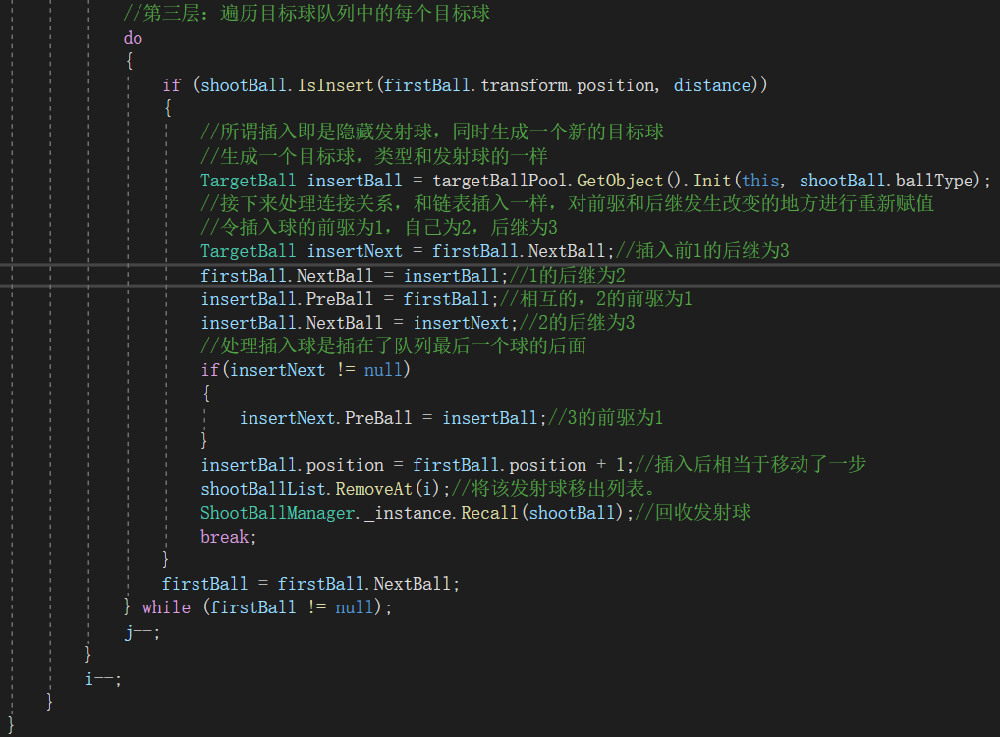 //第三层：遍历目标球队列中的每个目标球
do
{
if (shootBall.IsInsert(firstBall.transform.position, distance))
{
//所谓插入即是隐藏发射球，同时生成一个新的目标球
//生成一个目标球，类型和发射球的一样
TargetBall insertBall = targetBallPool.GetObject().Init(this, shootBall.ballType);
//接下来处理连接关系，和链表插入一样，对前驱和后继发生改变的地方进行重新赋值
//令插入球的前驱为1，自己为2，后继为3
TargetBall insertNext = firstBall.NextBall;//插入前1的后继为3
firstBall.NextBall = insertBall;//1的后继为2
insertBall.PreBall = firstBall;//相互的，2的前驱为1
insertBall.NextBall = insertNext;//2的后继为3
//处理插入球是插在了队列最后一个球的后面
if(insertNext != null)
{
insertNext.PreBall = insertBall;//3的前驱为1
}
insertBall.position = firstBall.position + 1;//插入后相当于移动了一步
shootBallList.RemoveAt(i);//将该发射球移出列表。
ShootBallManager._instance.Recall(shootBall);//回收发射球
break;
}
firstBall = firstBall.NextBall;
} while (firstBall != null);
j--;
}
i--;
}
}